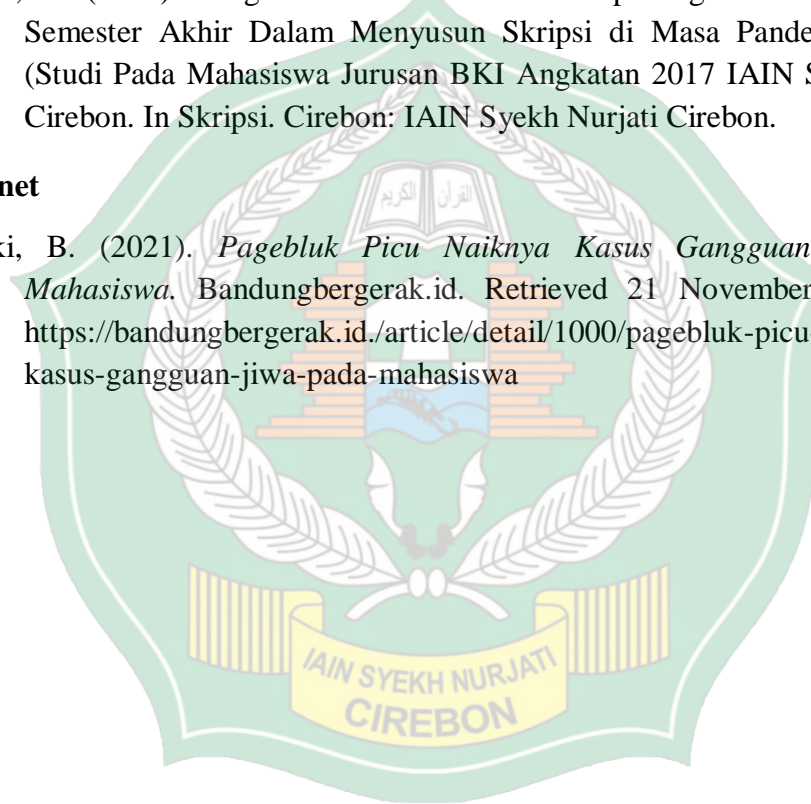 Semester Akhir Dalam Menyusun Skripsi di Masa Pande
(Studi Pada Mahasiswa Jurusan BKI Angkatan 2017 IAIN S
Cirebon. In Skripsi. Cirebon: IAIN Syekh Nurjati Cirebon.
net
ki, B. (2021). Pagebluk Picu Naiknya Kasus Gangguan
Mahasiswa. Bandungbergerak.id. Retrieved 21 November
https://bandungbergerak.id./article/detail/1000/pagebluk-picu
kasus-gangguan-jiwa-pada-mahasiswa
القرآن الكريم
IAIN SYEKH NURJATI
CIREBON